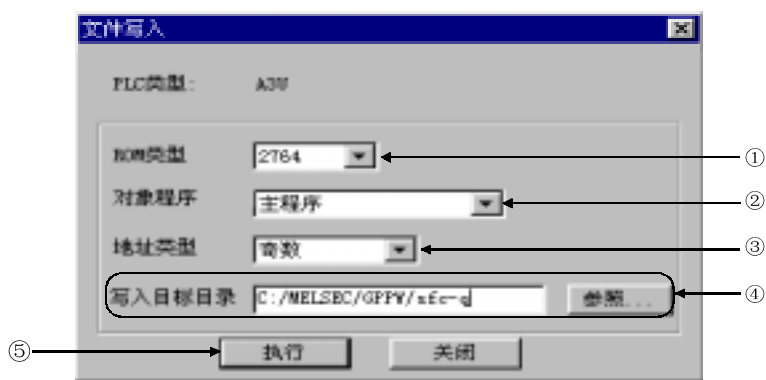 文件写入
PLC类型: A3U
ROM类型 2764 ①
对象程序 主程序 ②
地址类型 奇数 ③
写入目标目录 C:/MELSEC/GPPW/sfc-q 参照... ④
⑤ 执行 关闭